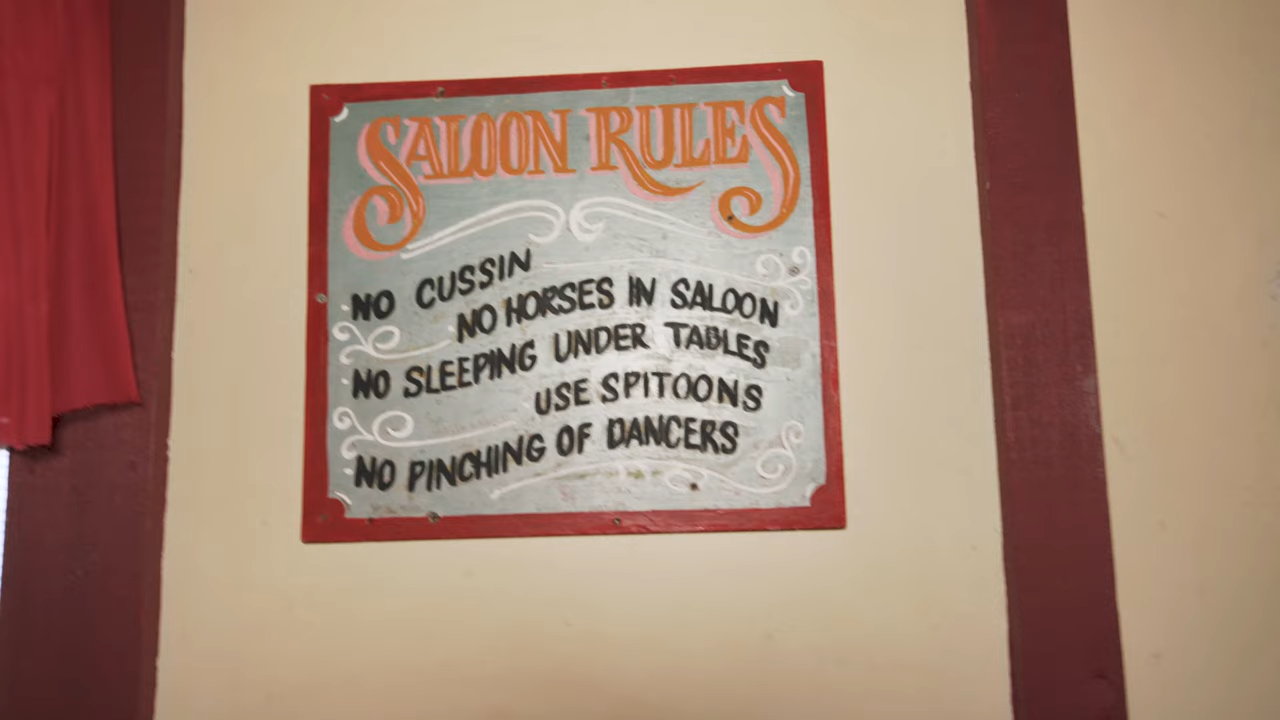 SALOON RULES
NO CUSSIN
NO HORSES IN SALOON
NO SLEEPING UNDER TABLES
USE SPITOONS
NO PINCHING OF DANCERS